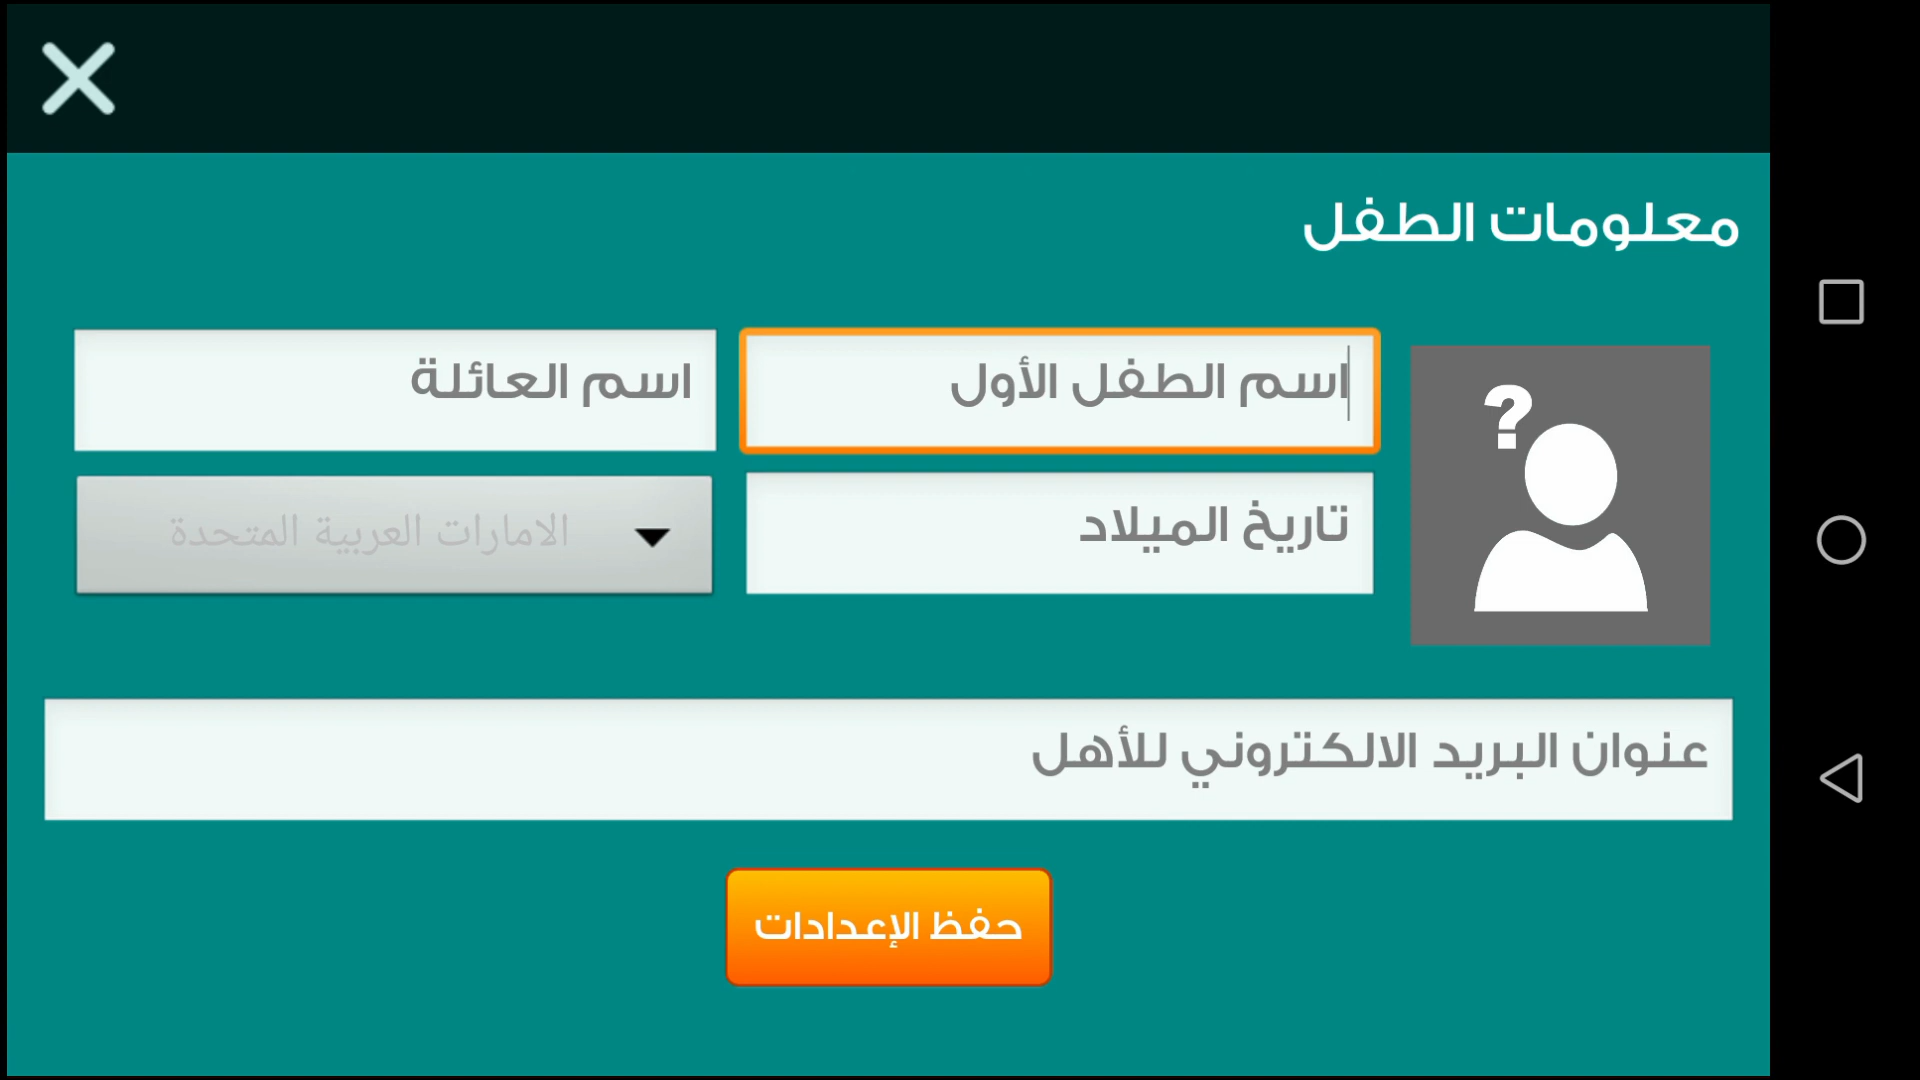 معلومات الطفل
اسم الطفل الأول
اسم العائلة
تاريخ الميلاد
الامارات العربية المتحدة
عنوان البريد الالكتروني للأهل
حفظ الإعدادات